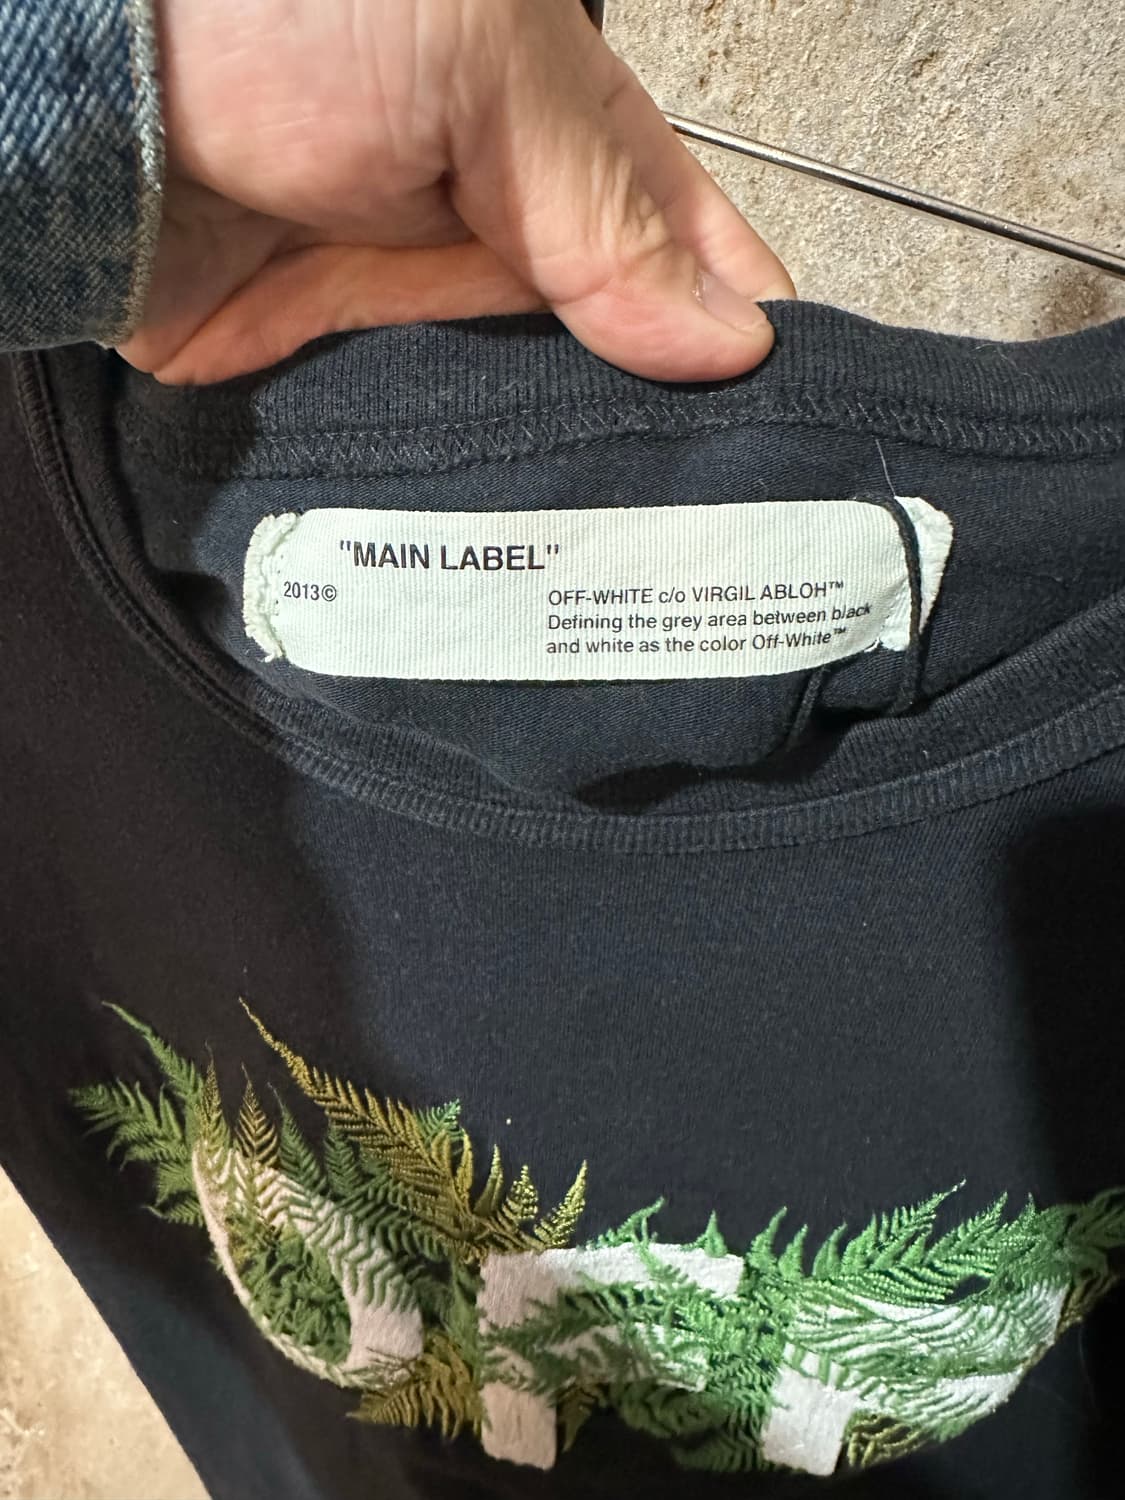 "MAIN LABEL"
2013©
OFF-WHITE c/o VIRGIL ABLOH™
Defining the grey area between black
and white as the color Off-White™
OFF